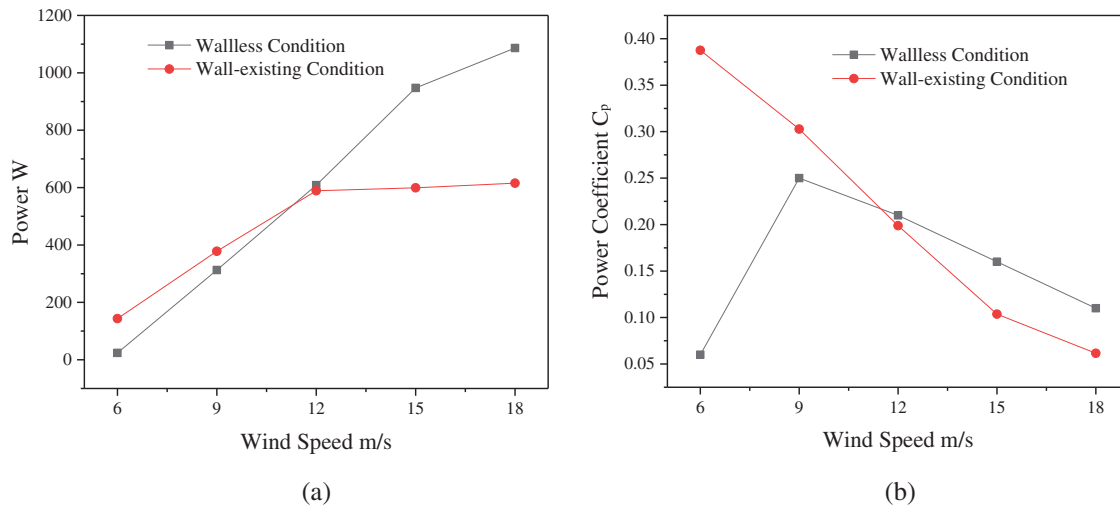 1200
1000
800
600
400
200
0
Power W
Wallless Condition
Wall-existing Condition
6 9 12 15 18
Wind Speed m/s
(a)
0.40
0.35
0.30
0.25
0.20
0.15
0.10
0.05
Power Coefficient Cₚ
Wallless Condition
Wall-existing Condition
6 9 12 15 18
Wind Speed m/s
(b)